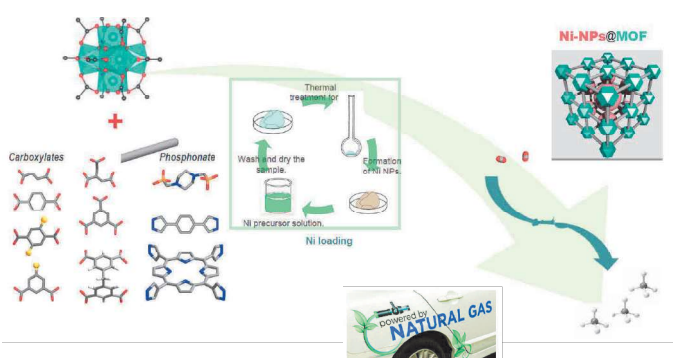 Ni-NPs@MOF
Thermal
treatment for
Carboxylates
Phosphonate
Wash and dry the
sample.
Formation
of Ni NPs.
Ni precursor solution.
Ni loading
powered by
NATURAL GAS